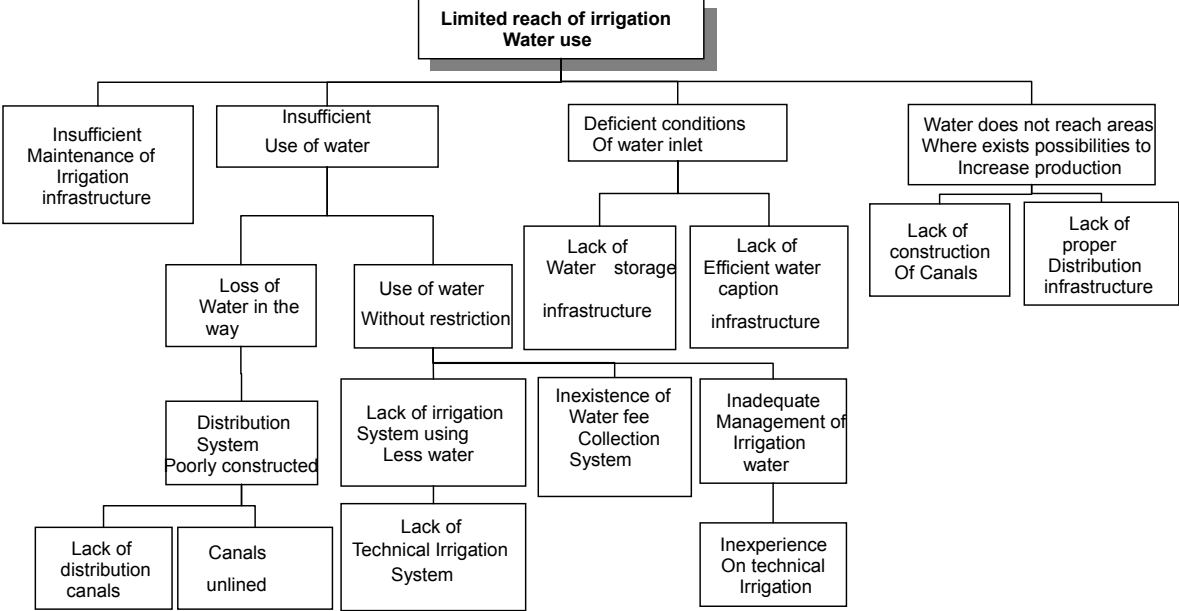 Limited reach of irrigation
Water use
Insufficient
Maintenance of
Irrigation
infrastructure
Insufficient
Use of water
Deficient conditions
Of water inlet
Water does not reach areas
Where exists possibilities to
Increase production
Loss of
Water in the
way
Use of water
Without restriction
Lack of
Water storage
infrastructure
Lack of
Efficient water
caption
infrastructure
Lack of
construction
Of Canals
Lack of
proper
Distribution
infrastructure
Distribution
System
Poorly constructed
Lack of irrigation
System using
Less water
Inexistence of
Water fee
Collection
System
Inadequate
Management of
Irrigation
water
Lack of
distribution
canals
Canals
unlined
Lack of
Technical Irrigation
System
Inexperience
On technical
Irrigation